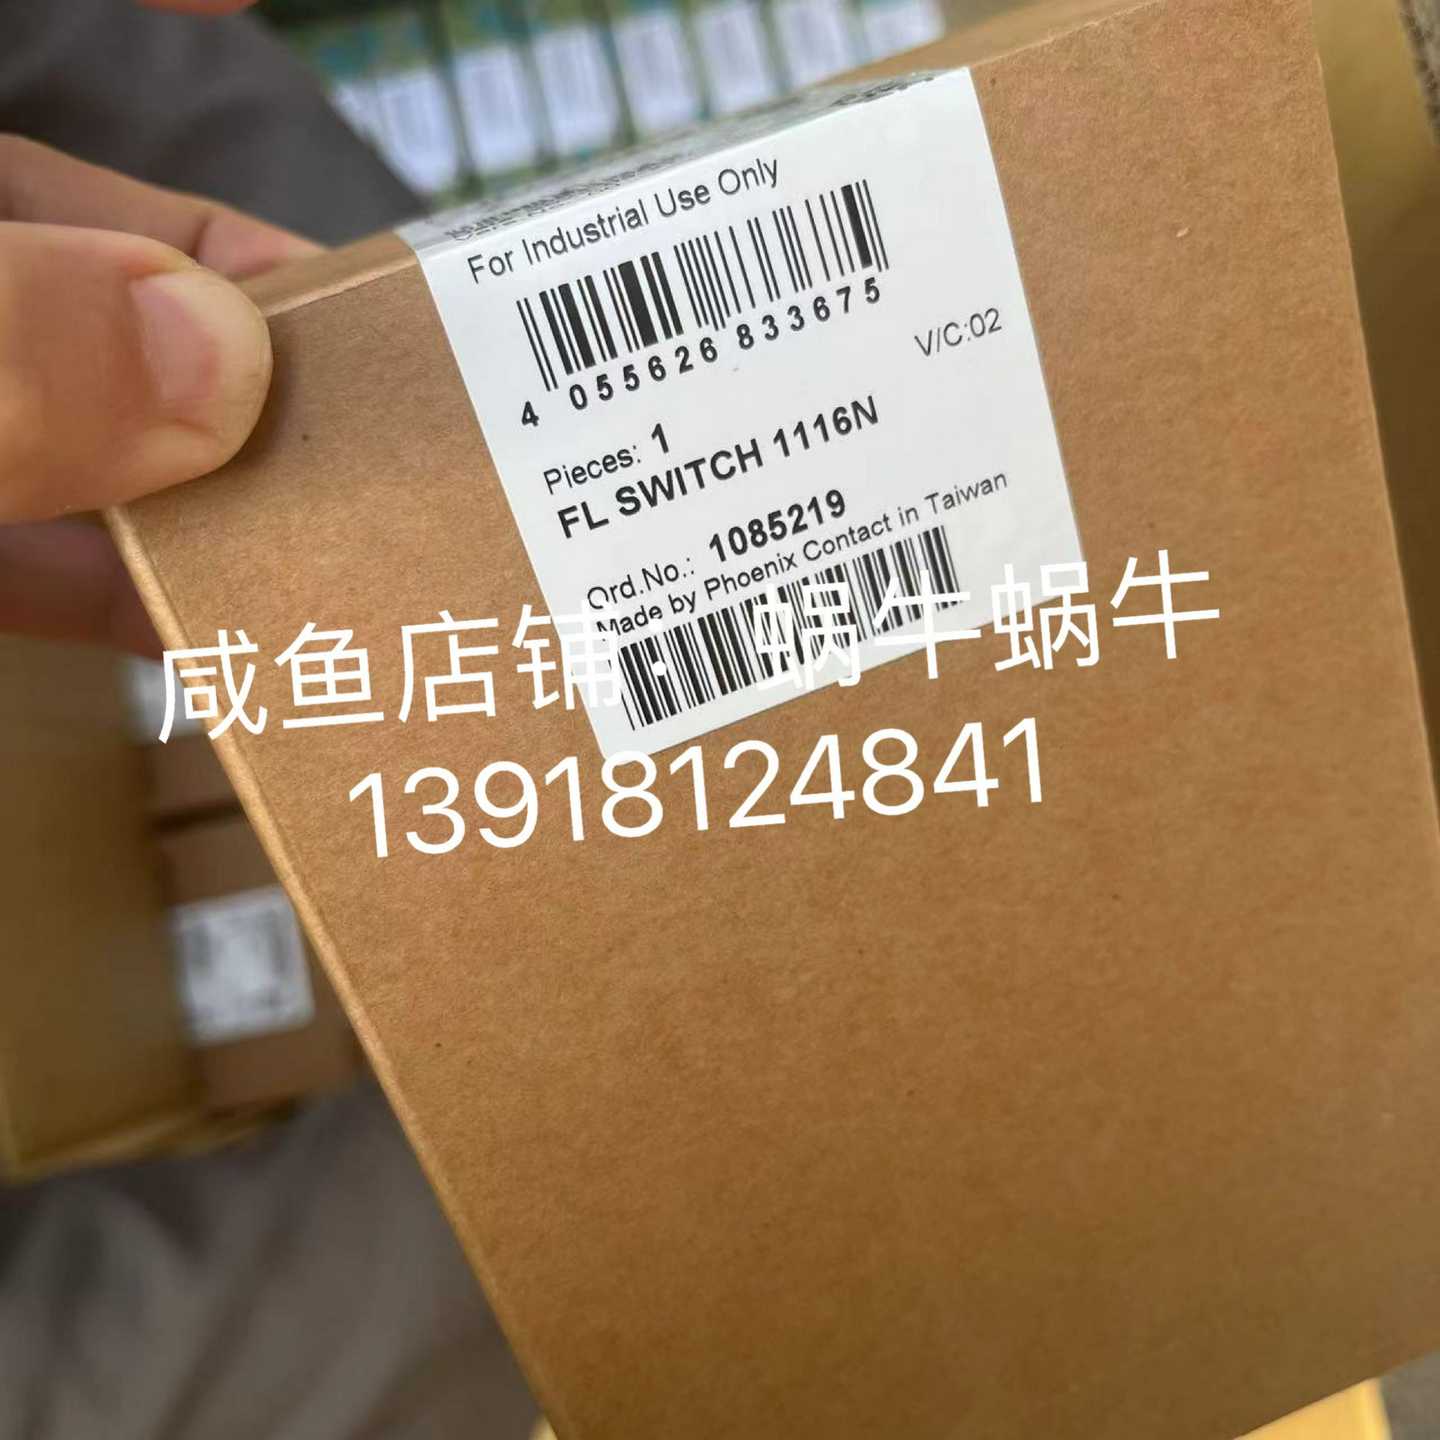 For Industrial Use Only
4 055626 833675
V/C:02
Pieces: 1
FL SWITCH 1116N
Ord.No.: 1085219
Made by Phoenix Contact in Taiwan
咸鱼店铺：蜗牛蜗牛
13918124841